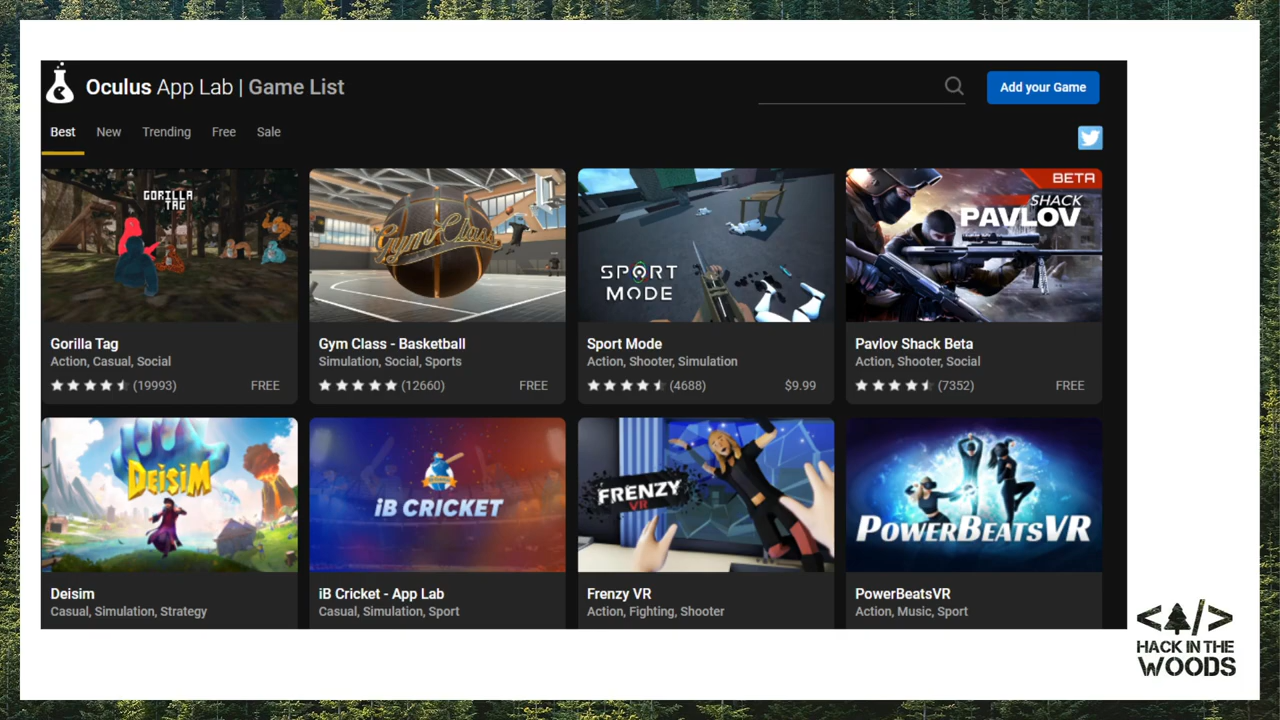 Oculus App Lab | Game List
Add your Game
Best New Trending Free Sale
GORILLA
TAG
Gym Class
SPORT
MODE
BETA
SHACK
PAVLOV
Gorilla Tag
Action, Casual, Social
(19993) FREE
Gym Class - Basketball
Simulation, Social, Sports
(12660) FREE
Sport Mode
Action, Shooter, Simulation
(4688) $9.99
Pavlov Shack Beta
Action, Shooter, Social
(7352) FREE
DEISIM
iB CRICKET
FRENZY
VR
POWERBEATSVR
Deisim
Casual, Simulation, Strategy
iB Cricket - App Lab
Casual, Simulation, Sport
Frenzy VR
Action, Fighting, Shooter
PowerBeatsVR
Action, Music, Sport
</>
HACK IN THE
WOODS